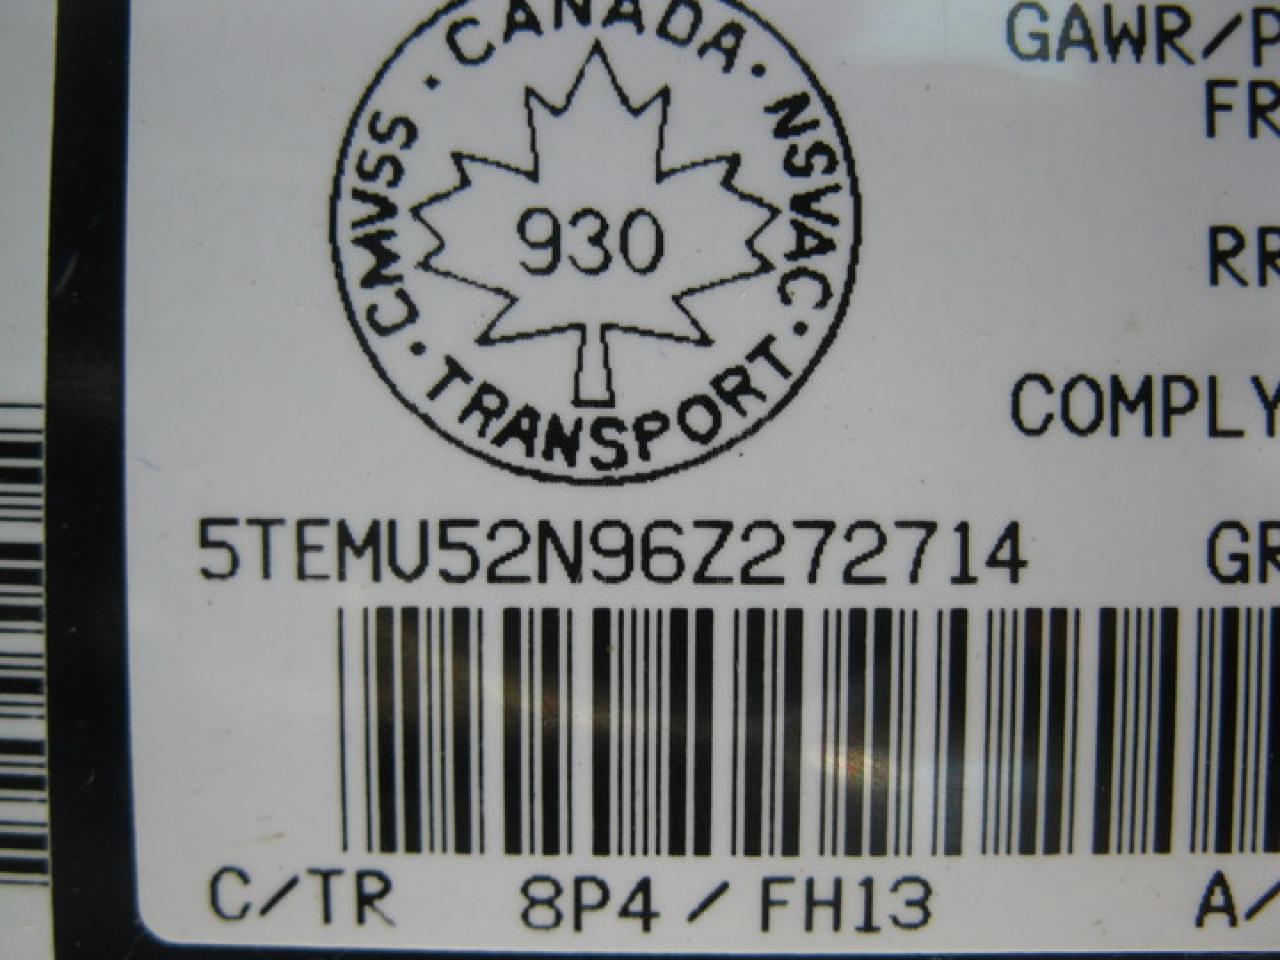 · CANADA · NSVAC · TRANSPORT · CMVSS
930
GAWR/P
FR
RR
COMPLY
5TEMU52N96Z272714
GR
C/TR 8P4 / FH13
A/